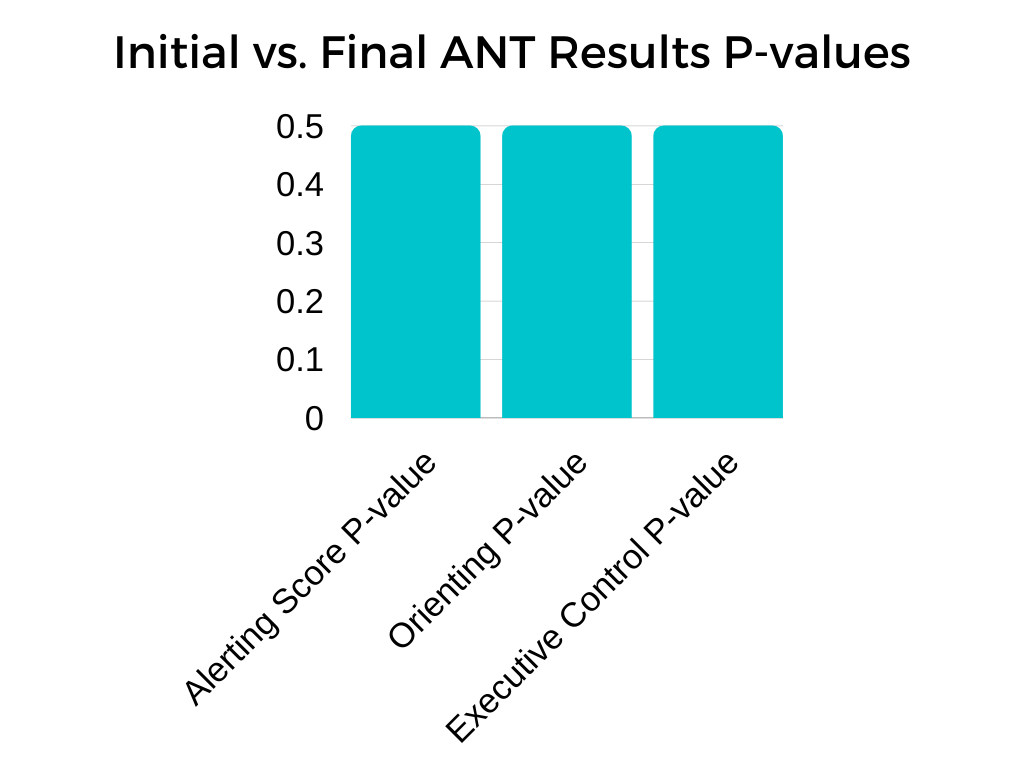 Initial vs. Final ANT Results P-values
0.5
0.4
0.3
0.2
0.1
0
Alerting Score P-value
Orienting P-value
Executive Control P-value